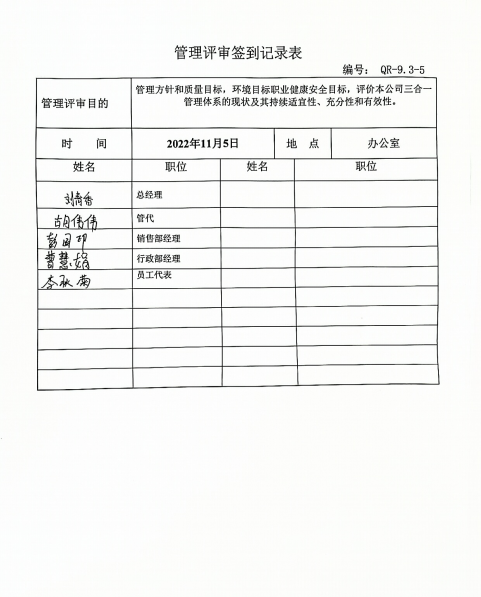 管理评审签到记录表
编号： QR-9.3-5
管理评审目的
管理方针和质量目标，环境目标职业健康安全目标，评价本公司三合一
管理体系的现状及其持续适宜性、充分性和有效性。
时 间 2022年11月5日 地 点 办公室
姓名 职位 姓名 职位
总经理
胡伟伟 管代
销售部经理
行政部经理
李秋菊 员工代表